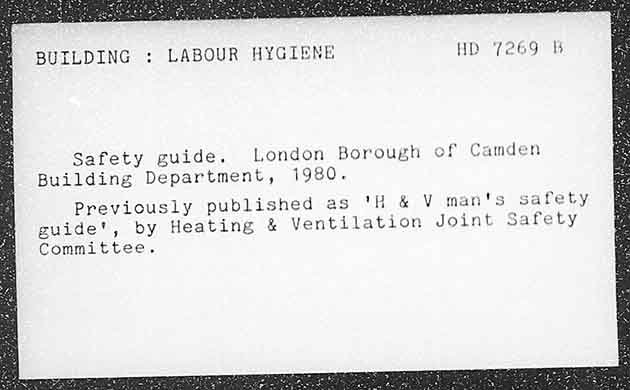 BUILDING : LABOUR HYGIENE HD 7269 B
Safety guide. London Borough of Camden
Building Department, 1980.
Previously published as 'H & V man's safety
guide', by Heating & Ventilation Joint Safety
Committee.